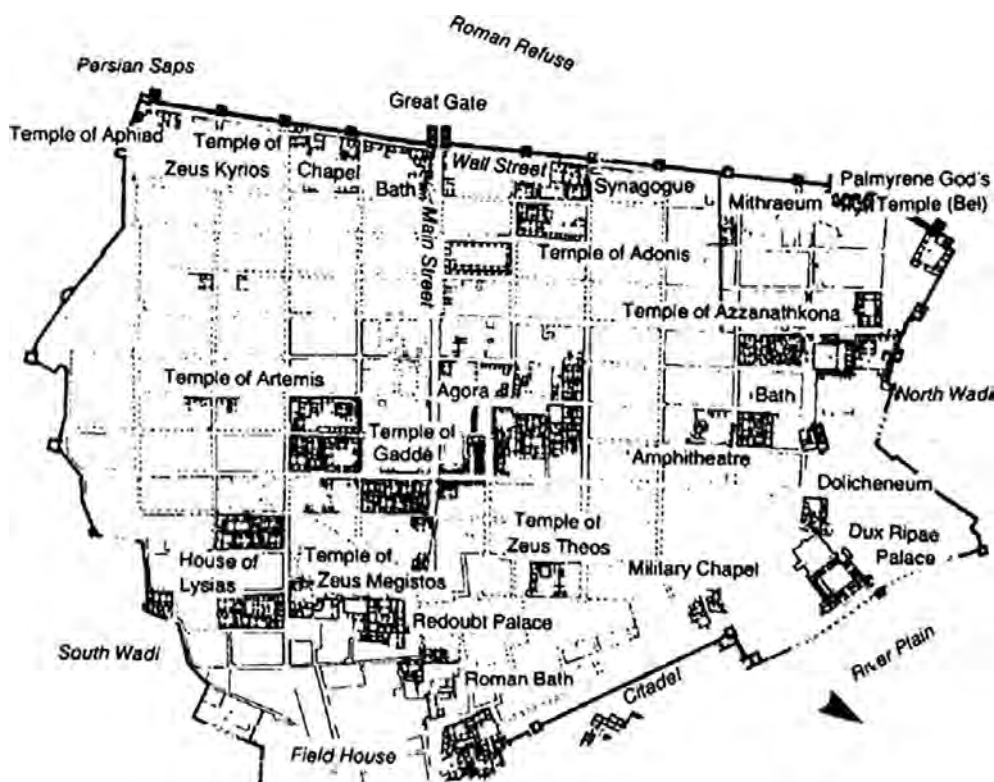 Roman Refuse
Persian Saps
Great Gate
Temple of Aphlad
Temple of
Zeus Kyrios
Chapel
Bath
Wall Street
Synagogue
Main Street
Mithraeum
Palmyrene God's
Temple (Bel)
Temple of Adonis
Temple of Azzanathkona
Temple of Artemis
Agora
Bath
North Wadi
Temple of
Gadde
Amphitheatre
Dolicheneum
Temple of
Zeus Theos
Dux Ripae
Palace
House of
Lysias
Temple of
Zeus Megistos
Military Chapel
Redoubt Palace
South Wadi
Roman Bath
Citadel
River Plain
Field House